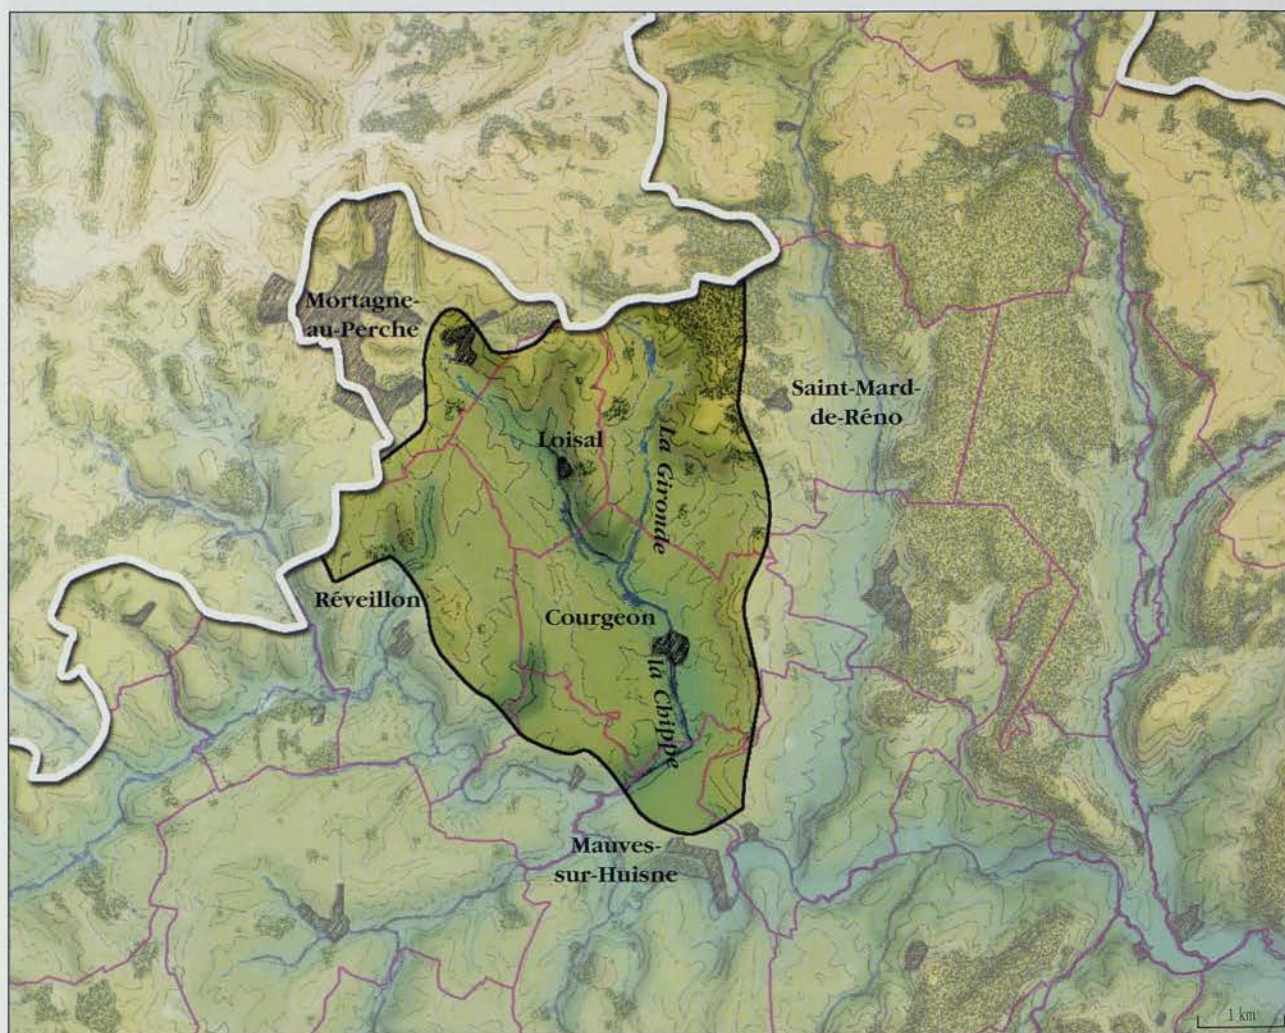 Mortagne-
au-Perche
Saint-Mard-
de-Réno
Loisal
La Gironde
Réveillon
Courgeon
la Chippe
Mauves-
sur-Huisne
1 km